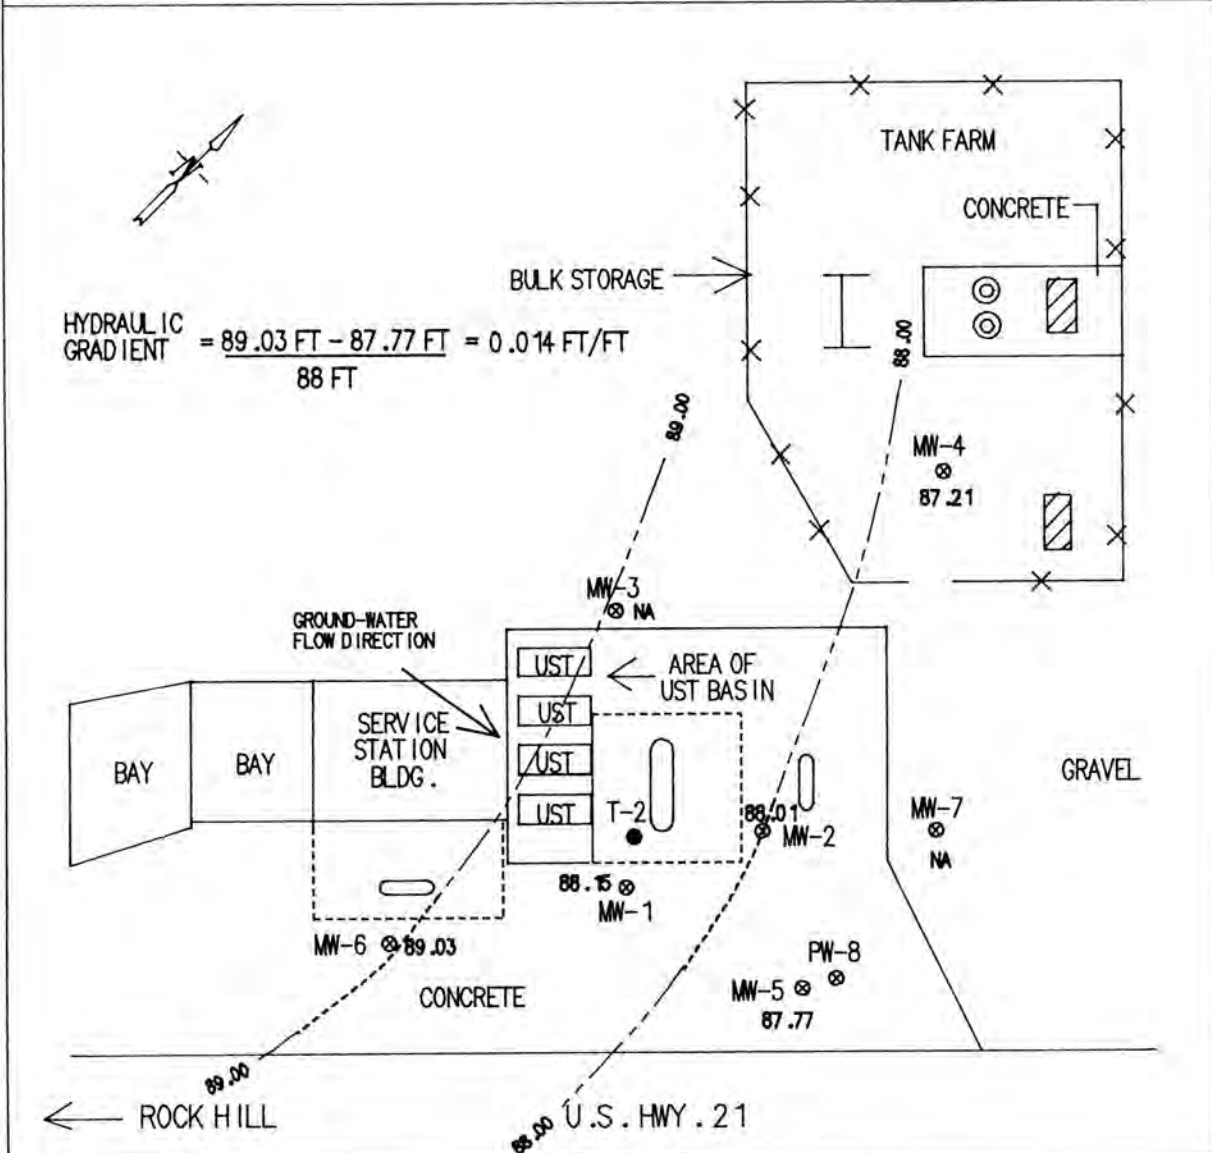 TANK FARM
CONCRETE
BULK STORAGE
HYDRAULIC
GRADIENT = 89.03 FT - 87.77 FT = 0.014 FT/FT
88 FT
88.00
89.00
MW-4
87.21
MW-3
NA
GROUND-WATER
FLOW DIRECTION
UST
AREA OF
UST BASIN
UST
SERVICE
STATION
BLDG.
BAY
BAY
UST
UST
T-2
88.01
MW-2
GRAVEL
MW-7
NA
88.15
MW-1
MW-6
89.03
PW-8
MW-5
87.77
CONCRETE
89.00
88.00
ROCK HILL
U.S. HWY. 21